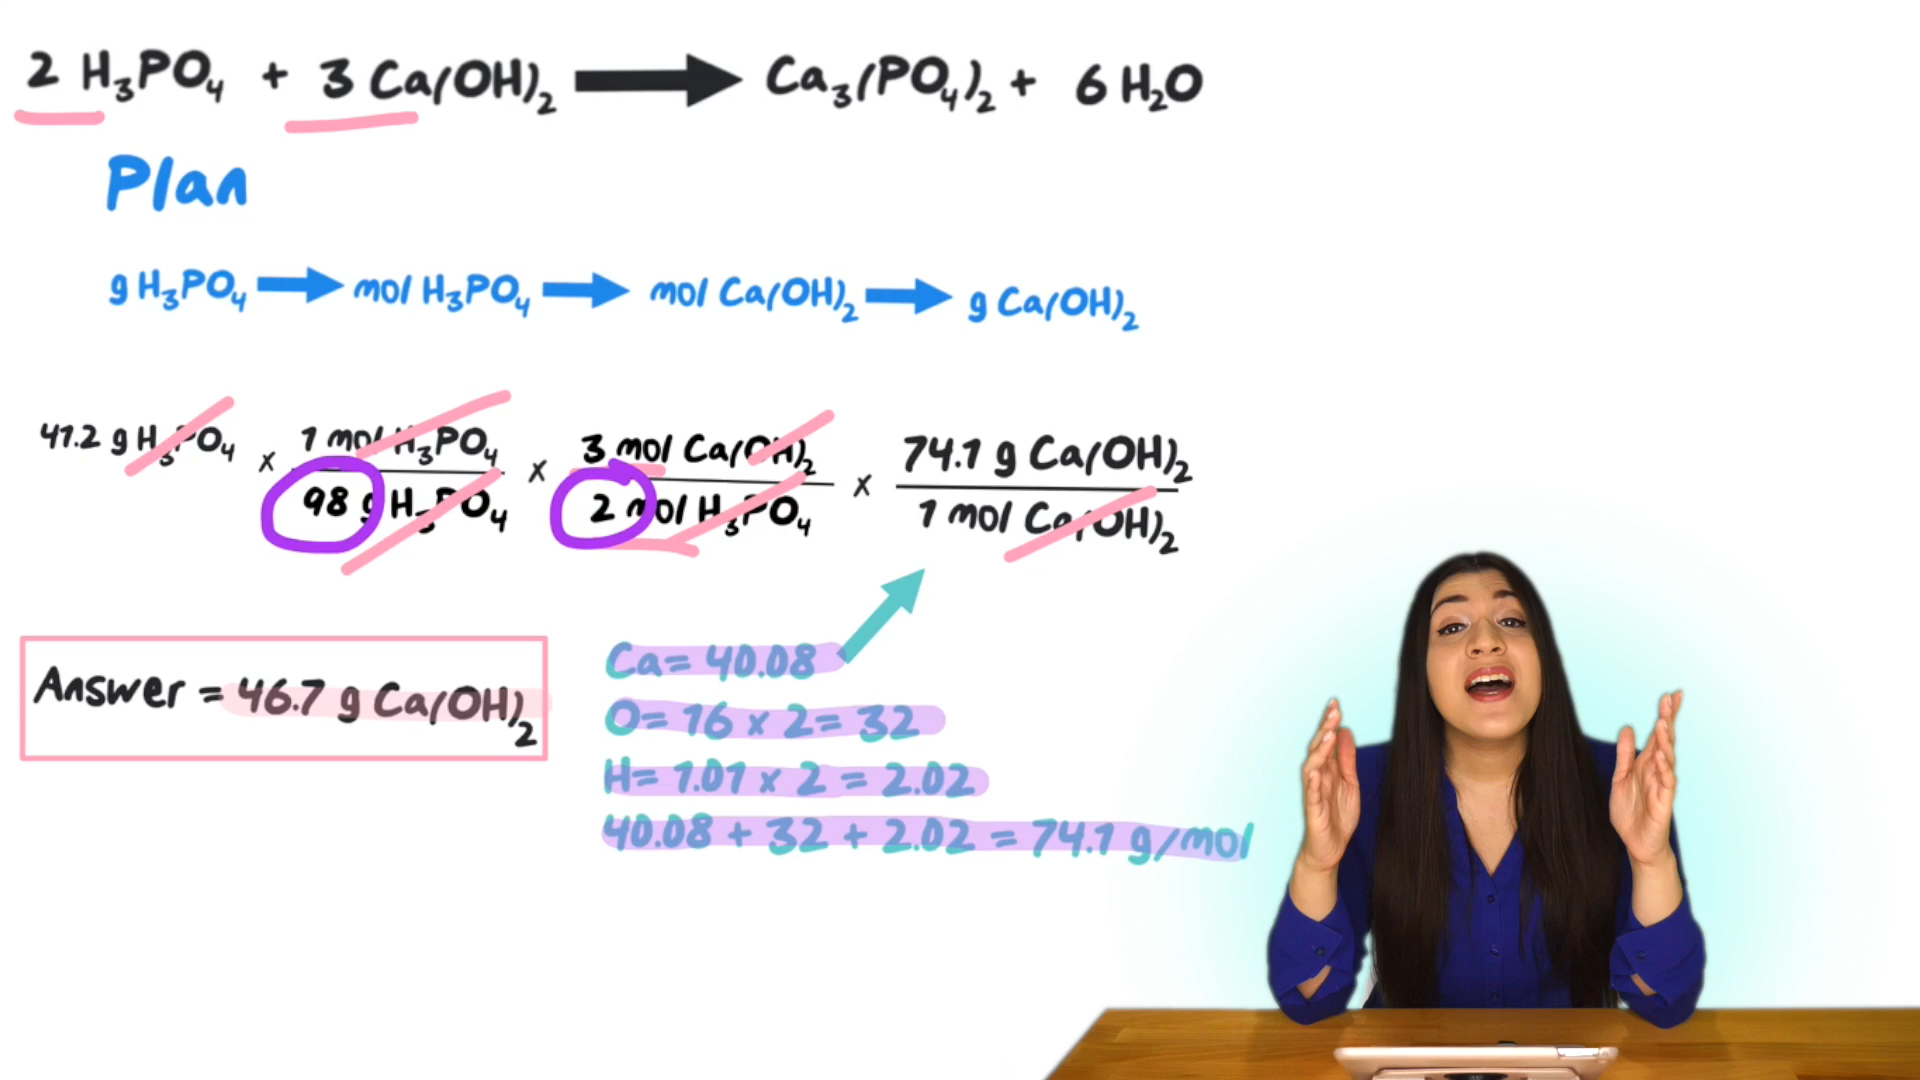 2 H₃PO₄ + 3 Ca(OH)₂ → Ca₃(PO₄)₂ + 6 H₂O
Plan
g H₃PO₄ → mol H₃PO₄ → mol Ca(OH)₂ → g Ca(OH)₂
41.2 g H₃PO₄ x 1 mol H₃PO₄ x 3 mol Ca(OH)₂ x 74.1 g Ca(OH)₂
98 g H₃PO₄ 2 mol H₃PO₄ 1 mol Ca(OH)₂
Answer = 46.7 g Ca(OH)₂
Ca = 40.08
O = 16 x 2 = 32
H = 1.01 x 2 = 2.02
40.08 + 32 + 2.02 = 74.1 g/mol